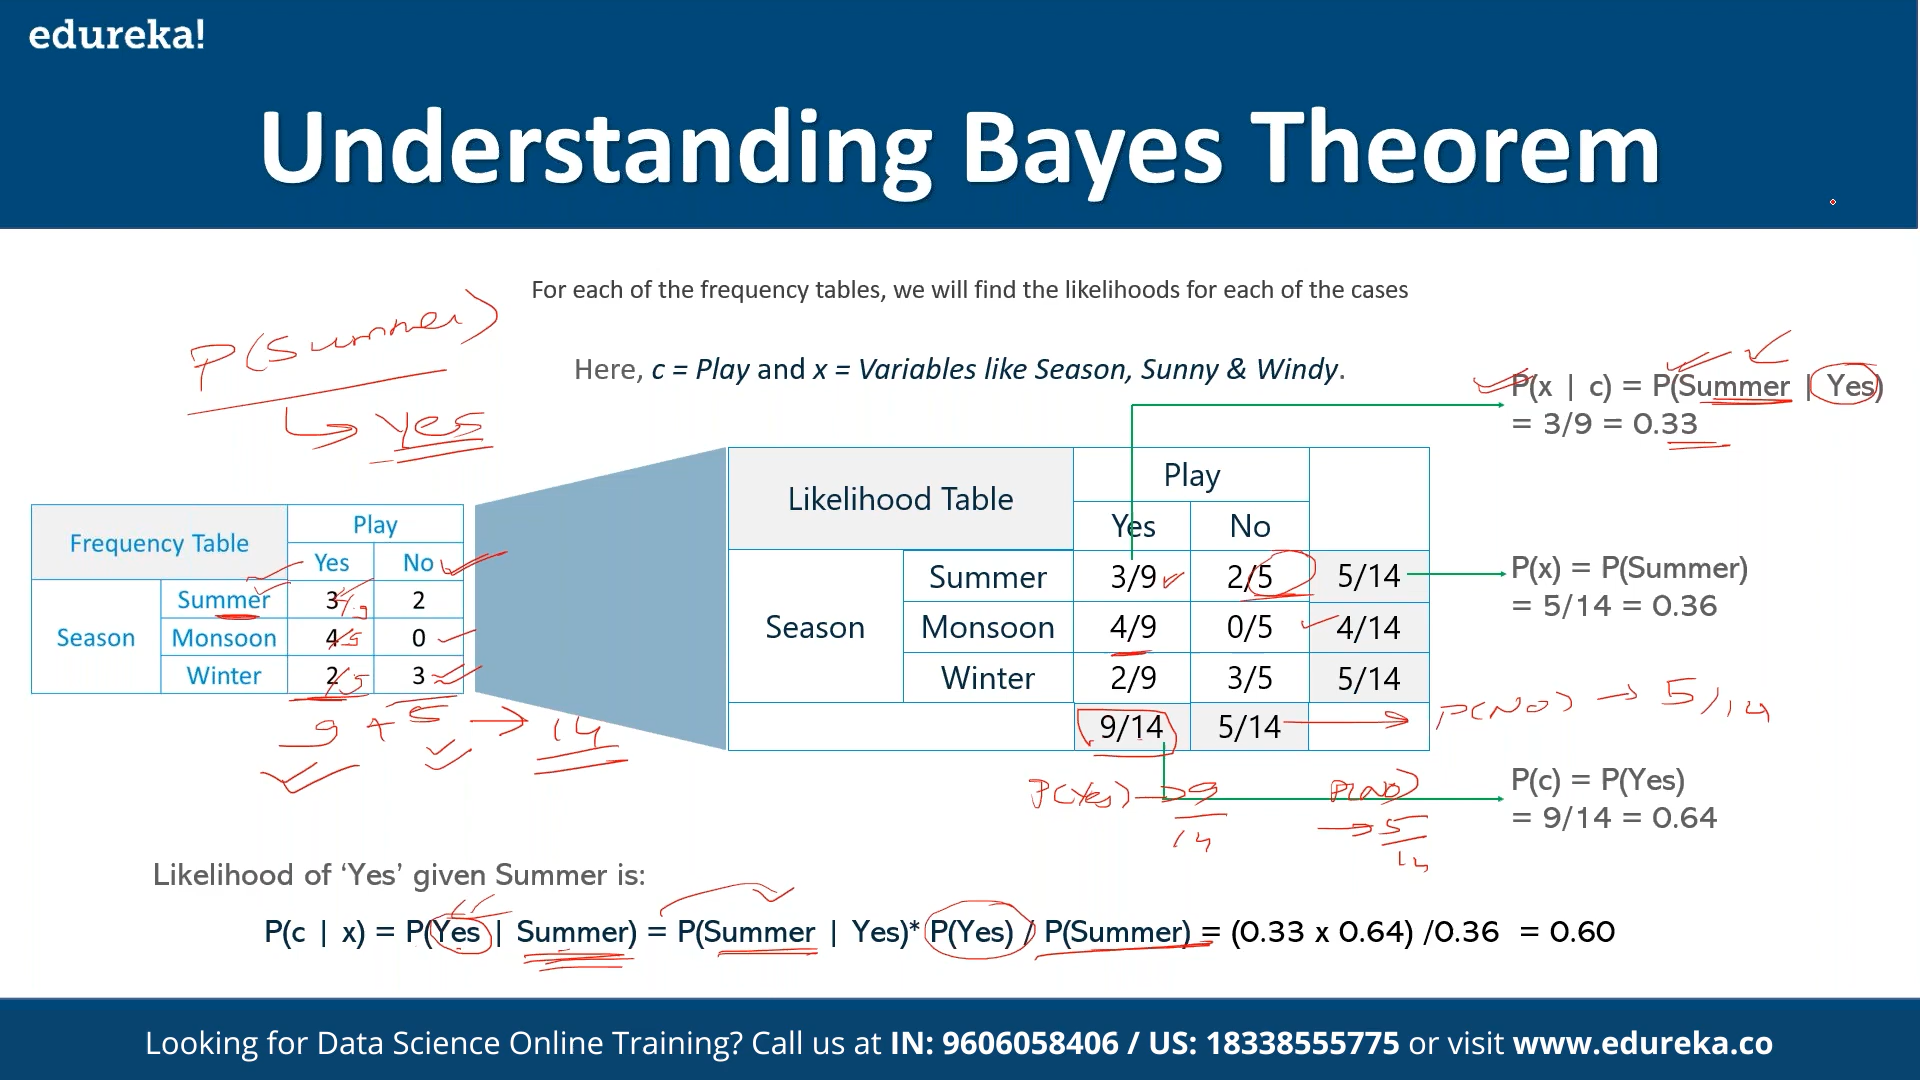 edureka!
Understanding Bayes Theorem
For each of the frequency tables, we will find the likelihoods for each of the cases
P(Summer)
Here, c = Play and x = Variables like Season, Sunny & Windy.
P(x | c) = P(Summer | Yes)
= 3/9 = 0.33
Yes
Frequency Table
Play
Yes No
Season
Summer 3/9 2
Monsoon 4/5 0
Winter 2/5 3
9 + 5 → 14
Likelihood Table
Play
Yes No
Season
Summer 3/9 2/5 5/14
Monsoon 4/9 0/5 4/14
Winter 2/9 3/5 5/14
9/14 5/14
P(x) = P(Summer)
= 5/14 = 0.36
P(NO) → 5/14
P(Yes) → 9/14
P(NO) → 5/14
P(c) = P(Yes)
= 9/14 = 0.64
Likelihood of ‘Yes’ given Summer is:
P(c | x) = P(Yes | Summer) = P(Summer | Yes)* P(Yes) / P(Summer) = (0.33 x 0.64) /0.36 = 0.60
Looking for Data Science Online Training? Call us at IN: 9606058406 / US: 18338555775 or visit www.edureka.co